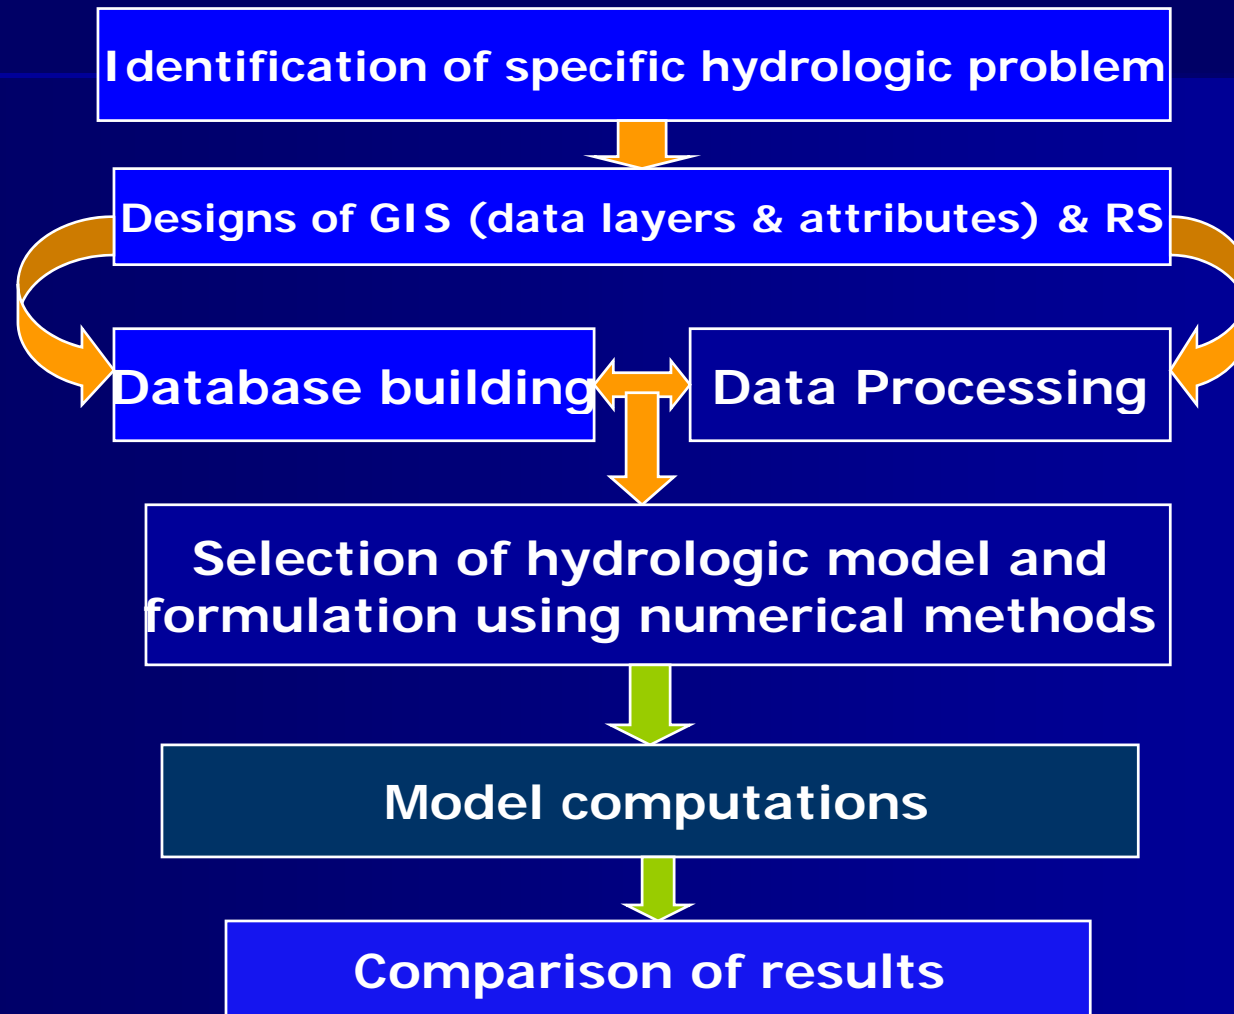 Identification of specific hydrologic problem
Designs of GIS (data layers & attributes) & RS
Database building
Data Processing
Selection of hydrologic model and
formulation using numerical methods
Model computations
Comparison of results